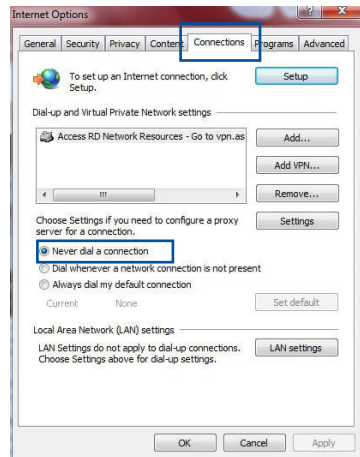 Internet Options
General Security Privacy Content Connections Programs Advanced
To set up an Internet connection, click
Setup.
Setup
Dial-up and Virtual Private Network settings
Access RD Network Resources - Go to vpn.as
Add...
Add VPN...
Remove...
Choose Settings if you need to configure a proxy
server for a connection.
Settings
Never dial a connection
Dial whenever a network connection is not present
Always dial my default connection
Current None
Set default
Local Area Network (LAN) settings
LAN Settings do not apply to dial-up connections.
Choose Settings above for dial-up settings.
LAN settings
OK Cancel Apply